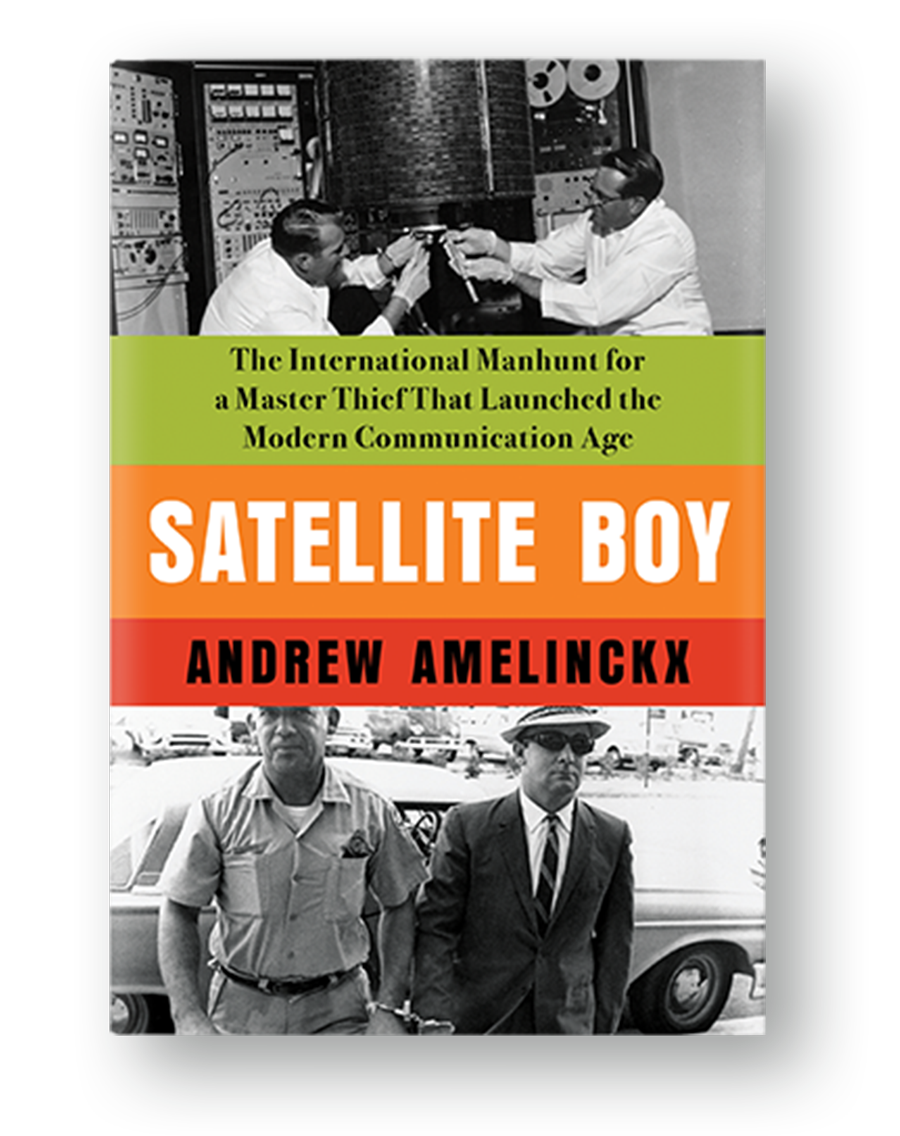 The International Manhunt for
a Master Thief That Launched the
Modern Communication Age
SATELLITE BOY
ANDREW AMELINCKX